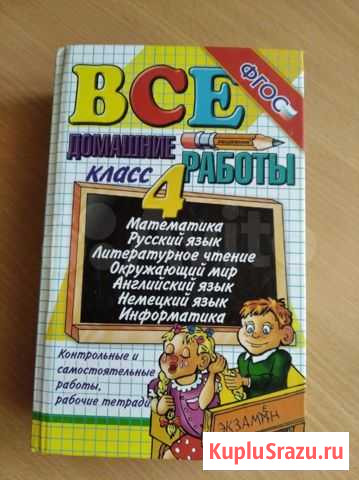 ВСЕ
ФГОС
ДОМАШНИЕ
РАБОТЫ
класс
4
Математика
Русский язык
Литературное чтение
Окружающий мир
Английский язык
Немецкий язык
Информатика
Контрольные и
самостоятельные
работы,
рабочие тетради
ЭКЗАМЕН
KupluSrazu.ru